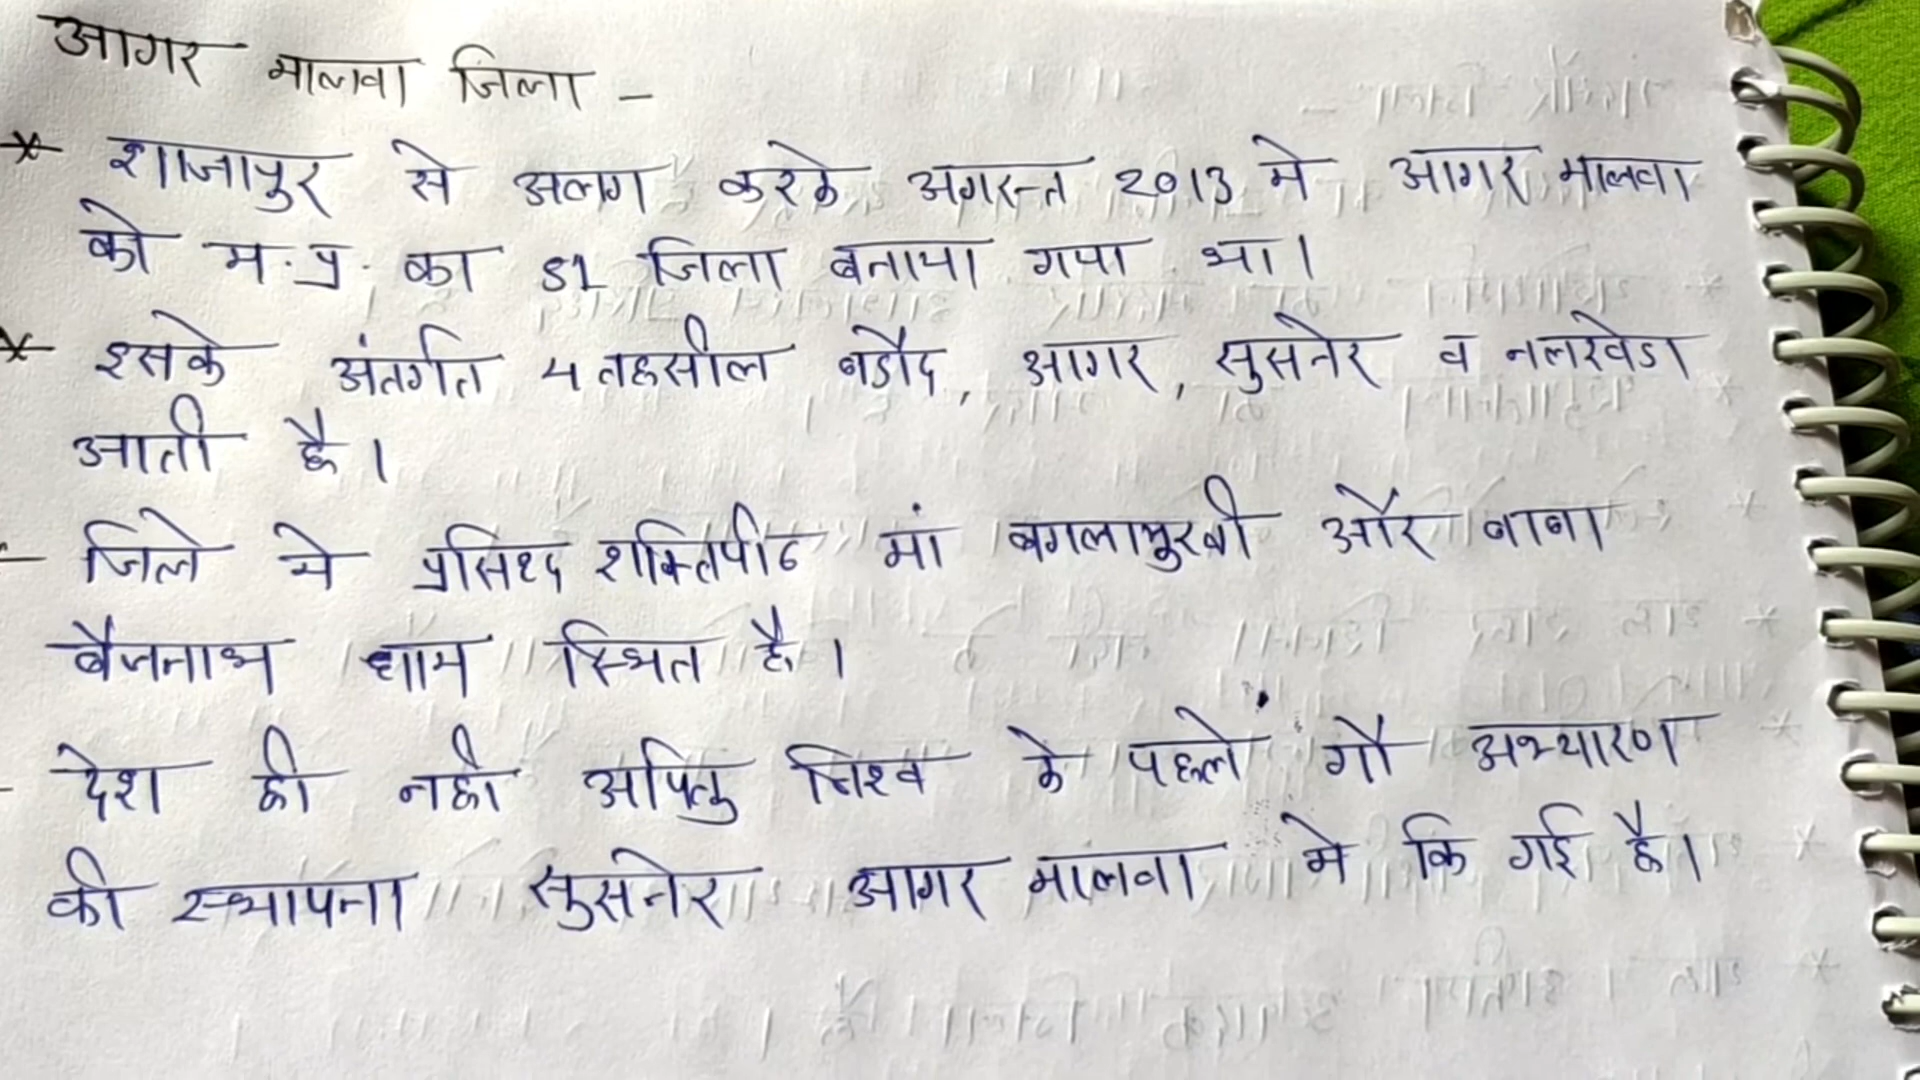 आगर मालवा जिला -
* शाजापुर से अलग करके अगस्त 2013 मे आगर मालवा
को म.प्र. का 51 जिला बनाया गया था।
* इसके अंतर्गत 4 तहसील बडौद, आगर, सुसनेर व नलखेडा
आती है।
- जिले मे प्रसिध्द शक्तिपीठ मां बगलामुखी और बाबा
बैजनाथ धाम स्थित है।
- देश ही नही अपितु विश्व के पहले गौ अभ्यारण
की स्थापना सुसनेर आगर मालवा मे कि गई है।